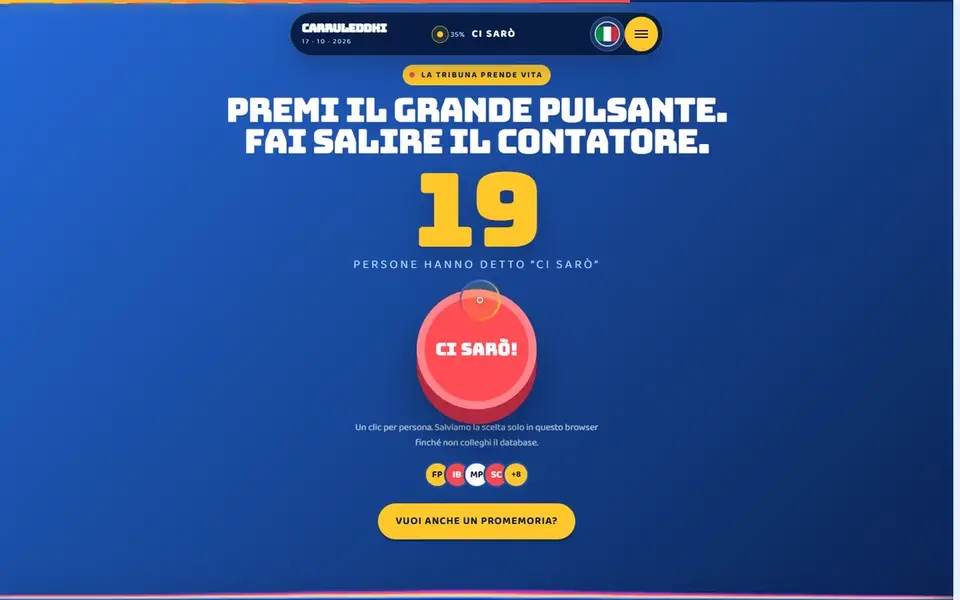 CARRULEDDHI
17 · 10 · 2026
35% CI SARÒ
LA TRIBUNA PRENDE VITA
PREMI IL GRANDE PULSANTE.
FAI SALIRE IL CONTATORE.
19
PERSONE HANNO DETTO “CI SARÒ”
CI SARÒ!
Un clic per persona. Salviamo la scelta solo in questo browser
finché non colleghi il database.
FP IB MP SC +8
VUOI ANCHE UN PROMEMORIA?